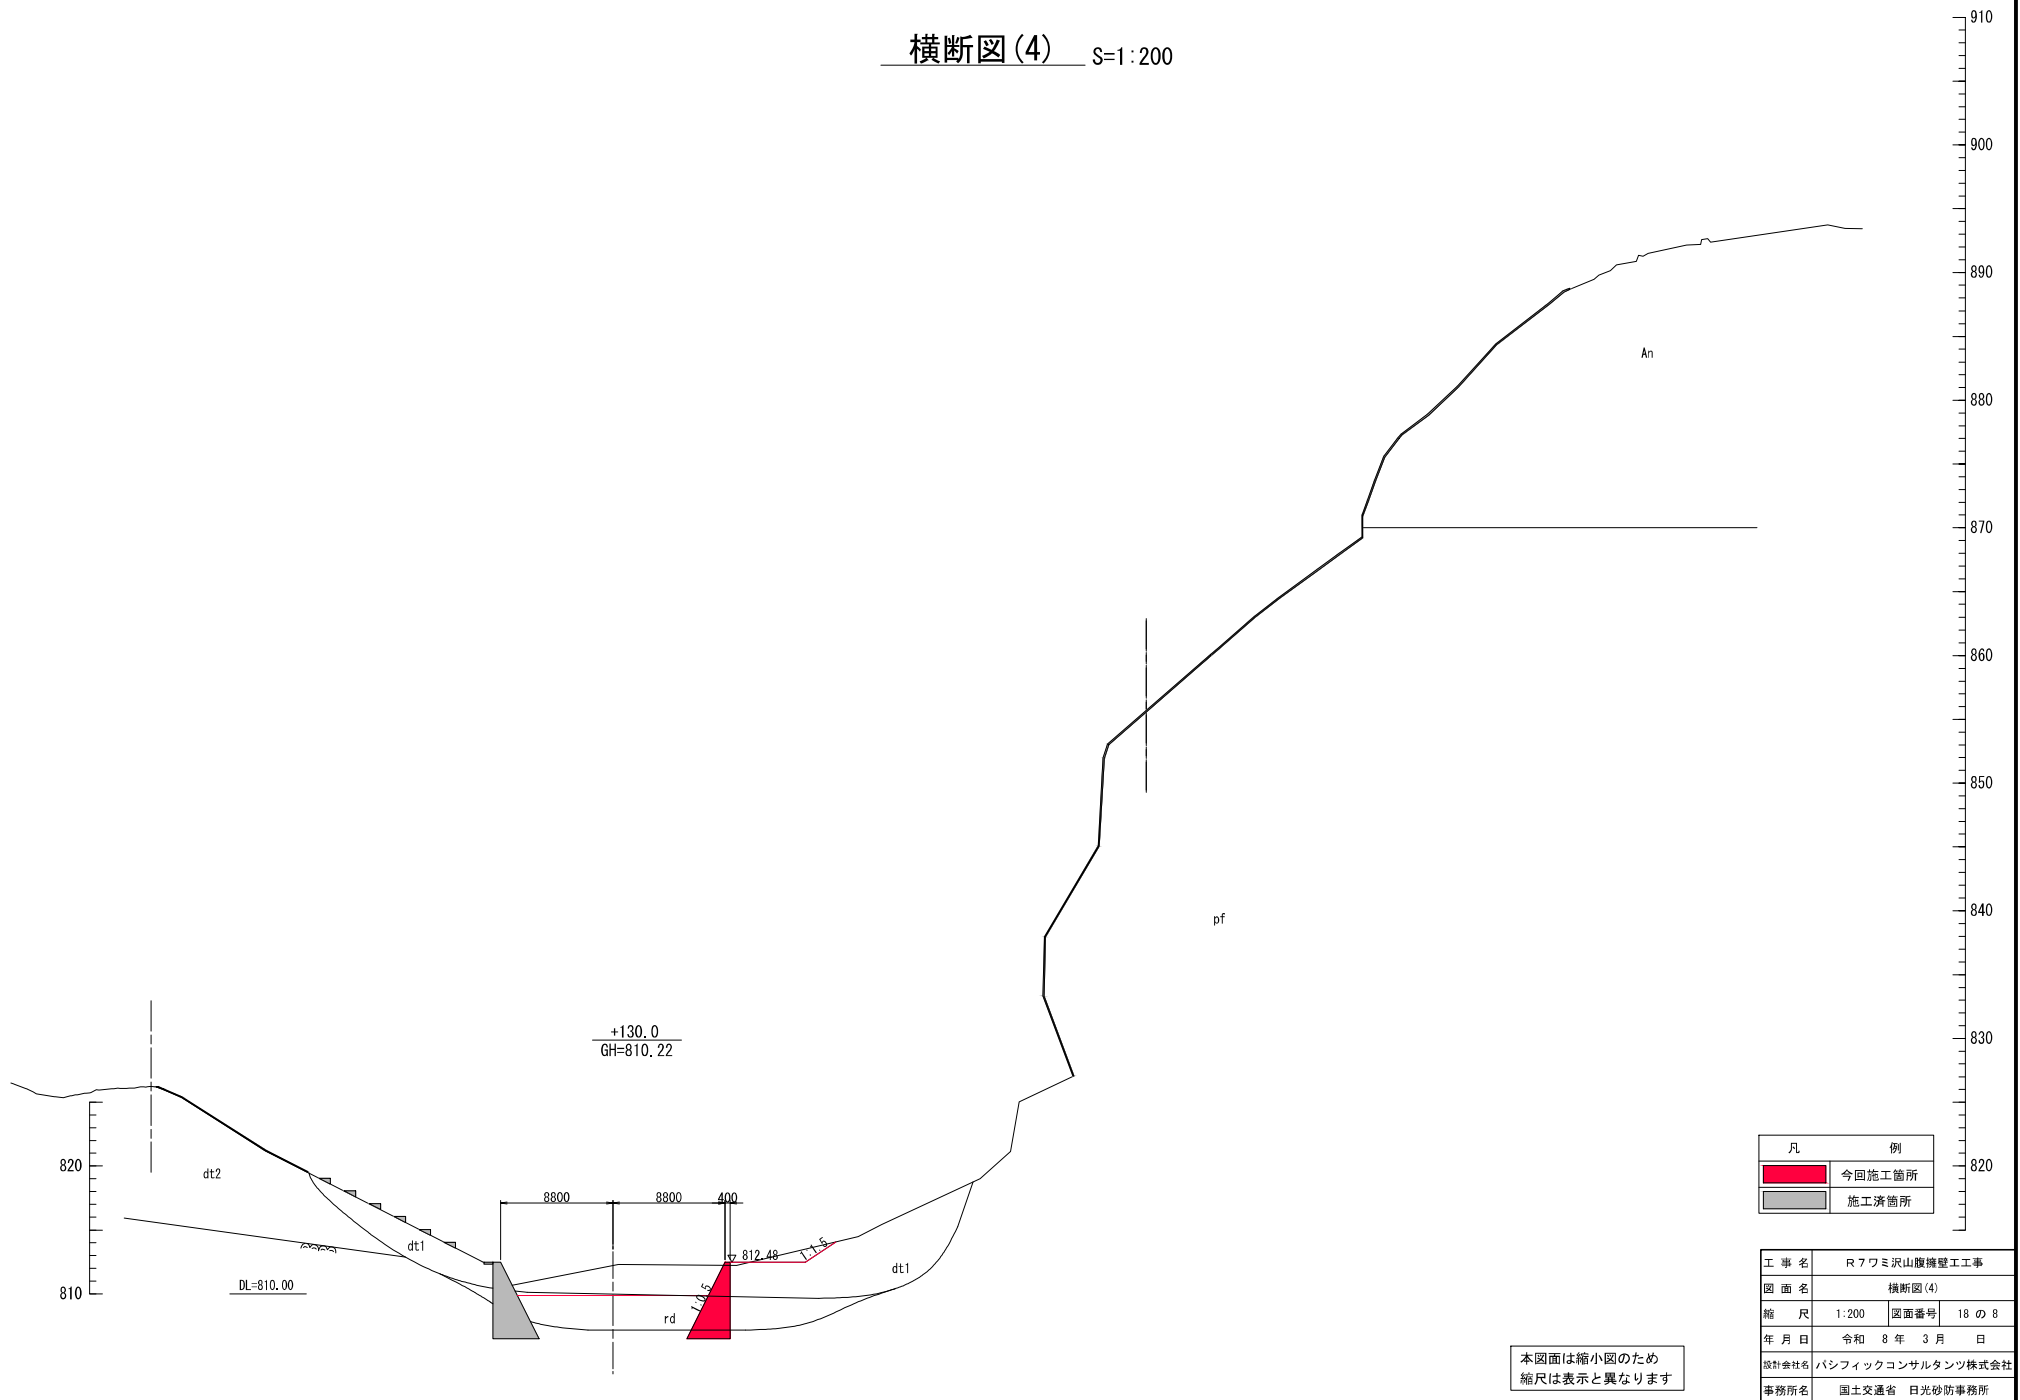 横断図(4) S=1:200
910
900
890
880
870
860
850
840
830
820
An
pf
+130.0
GH=810.22
820
810
dt2
dt1
DL=810.00
8800
8800
400
812.48
1:1.5
1:0.5
dt1
rd
凡 例
今回施工箇所
施工済箇所
工事名 R7ワミ沢山腹擁壁工工事
図面名 横断図(4)
縮尺 1:200 図面番号 18 の 8
年月日 令和 8 年 3 月 日
設計会社名 パシフィックコンサルタンツ株式会社
事務所名 国土交通省 日光砂防事務所
本図面は縮小図のため
縮尺は表示と異なります